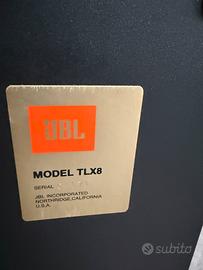 JBL
MODEL TLX8
SERIAL
JBL INCORPORATED
NORTHRIDGE,CALIFORNIA
U.S.A.
subito